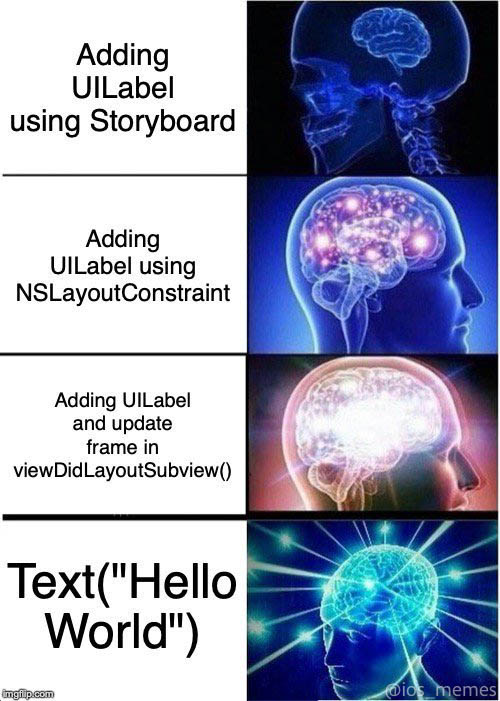 Adding
UILabel
using Storyboard
Adding
UILabel using
NSLayoutConstraint
Adding UILabel
and update
frame in
viewDidLayoutSubview()
Text("Hello
World")
imgflip.com
@ios_memes